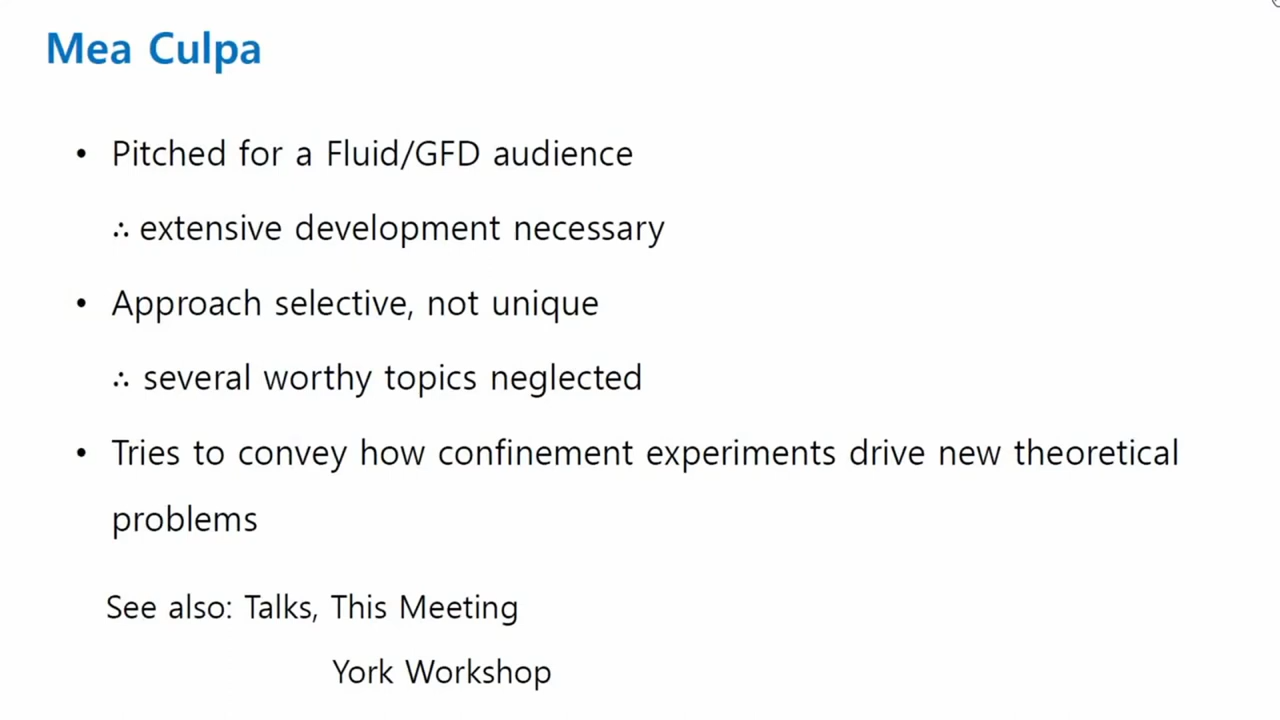 Mea Culpa
• Pitched for a Fluid/GFD audience
∴ extensive development necessary
• Approach selective, not unique
∴ several worthy topics neglected
• Tries to convey how confinement experiments drive new theoretical
problems
See also: Talks, This Meeting
York Workshop